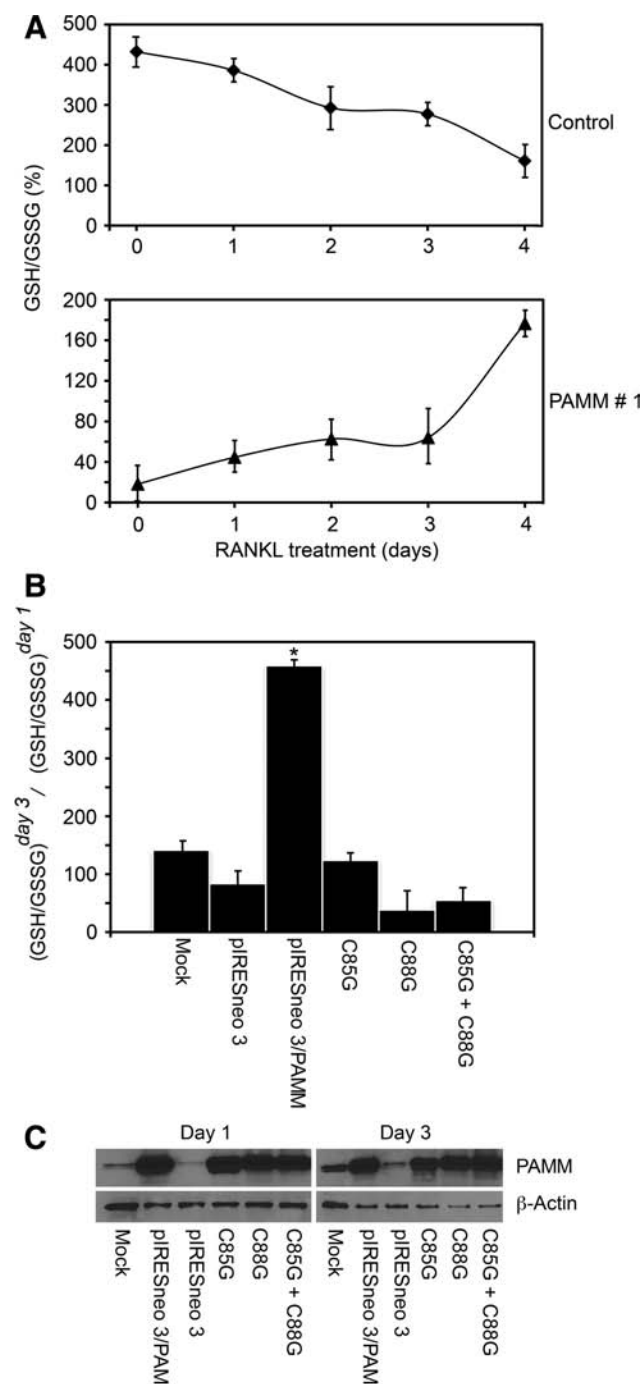 A
500
400
300
200
100
0
0 1 2 3 4
Control
GSH/GSSG (%)
200
160
120
80
40
0
0 1 2 3 4
PAMM # 1
RANKL treatment (days)
B
500
400
300
200
100
0
(GSH/GSSG)day 3 / (GSH/GSSG)day 1
*
Mock
pIRESneo 3
pIRESneo 3/PAMM
C85G
C88G
C85G + C88G
C
Day 1 Day 3
PAMM
β-Actin
Mock
pIRESneo 3/PAM
pIRESneo 3
C85G
C88G
C85G + C88G
Mock
pIRESneo 3/PAM
pIRESneo 3
C85G
C88G
C85G + C88G